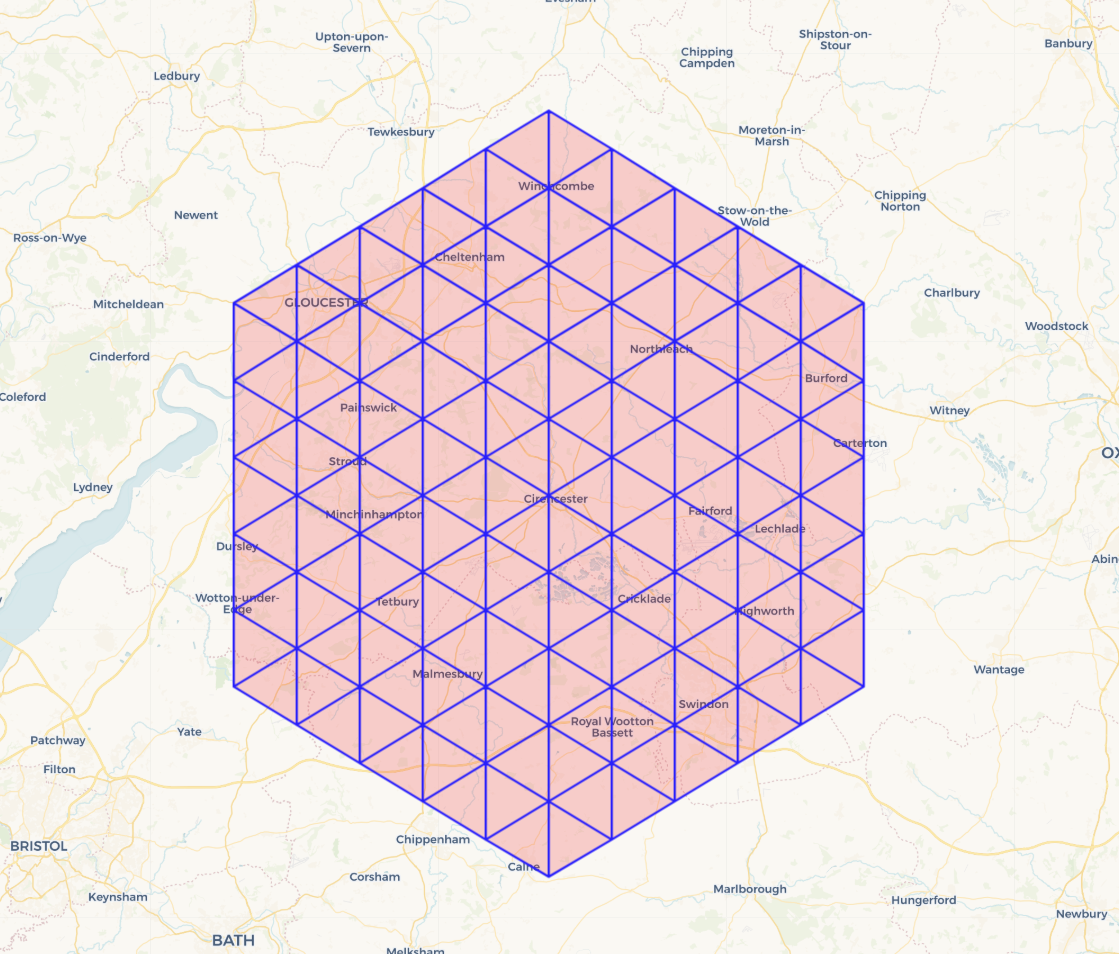 Evesham
Upton-upon-
Severn
Shipston-on-
Stour
Banbury
Chipping
Campden
Ledbury
Tewkesbury
Moreton-in-
Marsh
Winchcombe
Chipping
Norton
Newent
Stow-on-the-
Wold
Ross-on-Wye
Cheltenham
Charlbury
GLOUCESTER
Mitcheldean
Woodstock
Northleach
Cinderford
Burford
Coleford
Painswick
Witney
Carterton
OX
Stroud
Lydney
Cirencester
Fairford
Minchinhampton
Lechlade
Dursley
Abin
Wotton-under-
Edge
Tetbury
Cricklade
Highworth
Malmesbury
Wantage
Swindon
Royal Wootton
Bassett
Yate
Patchway
Filton
Chippenham
BRISTOL
Calne
Corsham
Marlborough
Keynsham
Hungerford
Newbury
BATH
Melksham